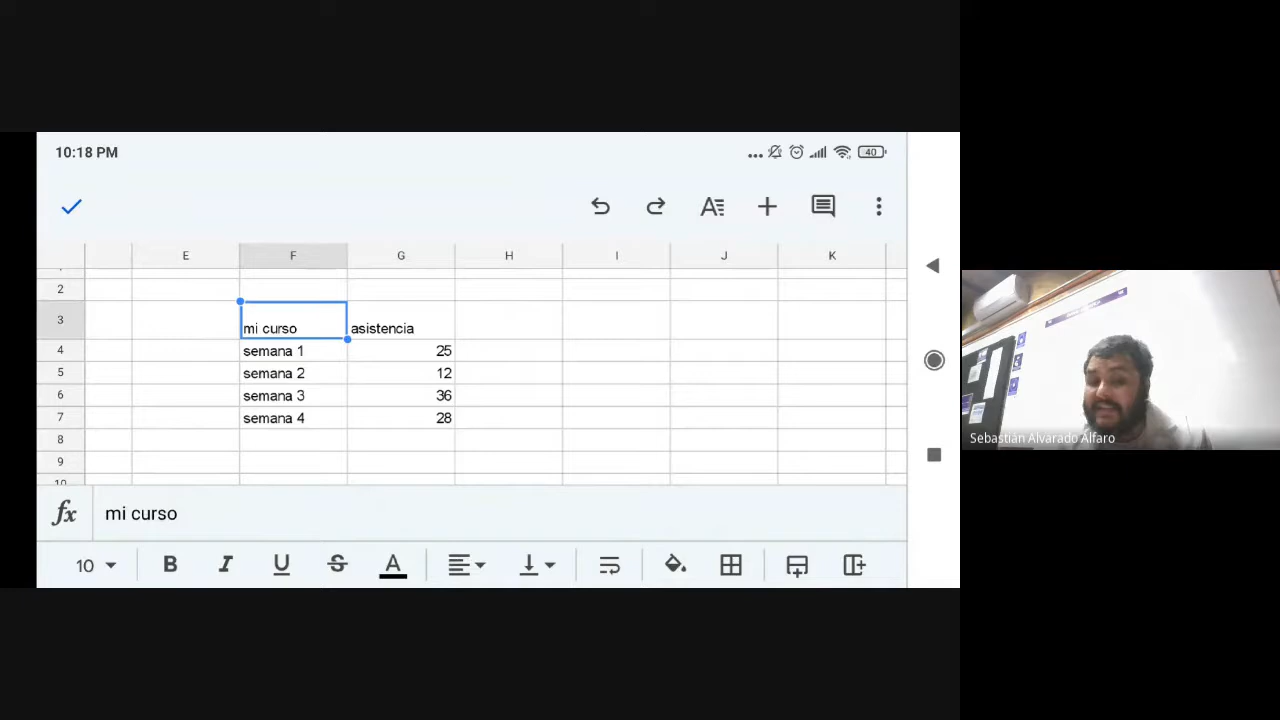 10:18 PM
40
E F G H I J K
2
3 mi curso asistencia
4 semana 1 25
5 semana 2 12
6 semana 3 36
7 semana 4 28
8
9
10
fx mi curso
10 B I U S A
Sebastián Alvarado Alfaro